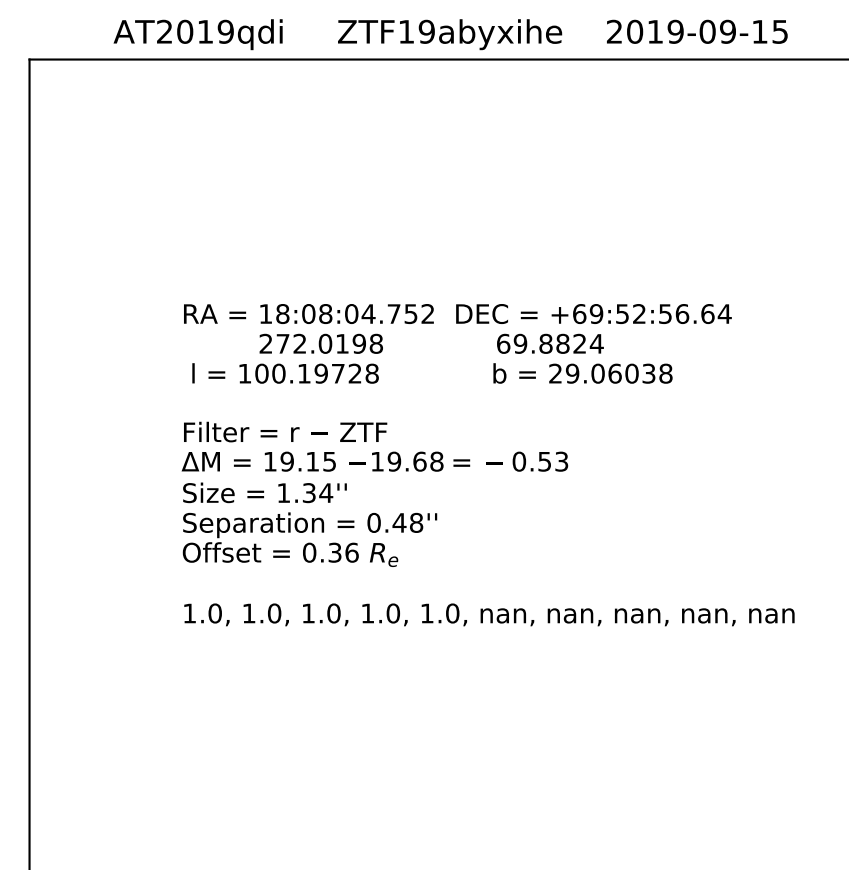 AT2019qdi ZTF19abyxihe 2019-09-15
RA = 18:08:04.752 DEC = +69:52:56.64
272.0198 69.8824
l = 100.19728 b = 29.06038
Filter = r − ZTF
ΔM = 19.15 −19.68 = − 0.53
Size = 1.34''
Separation = 0.48''
Offset = 0.36 Rₑ
1.0, 1.0, 1.0, 1.0, 1.0, nan, nan, nan, nan, nan